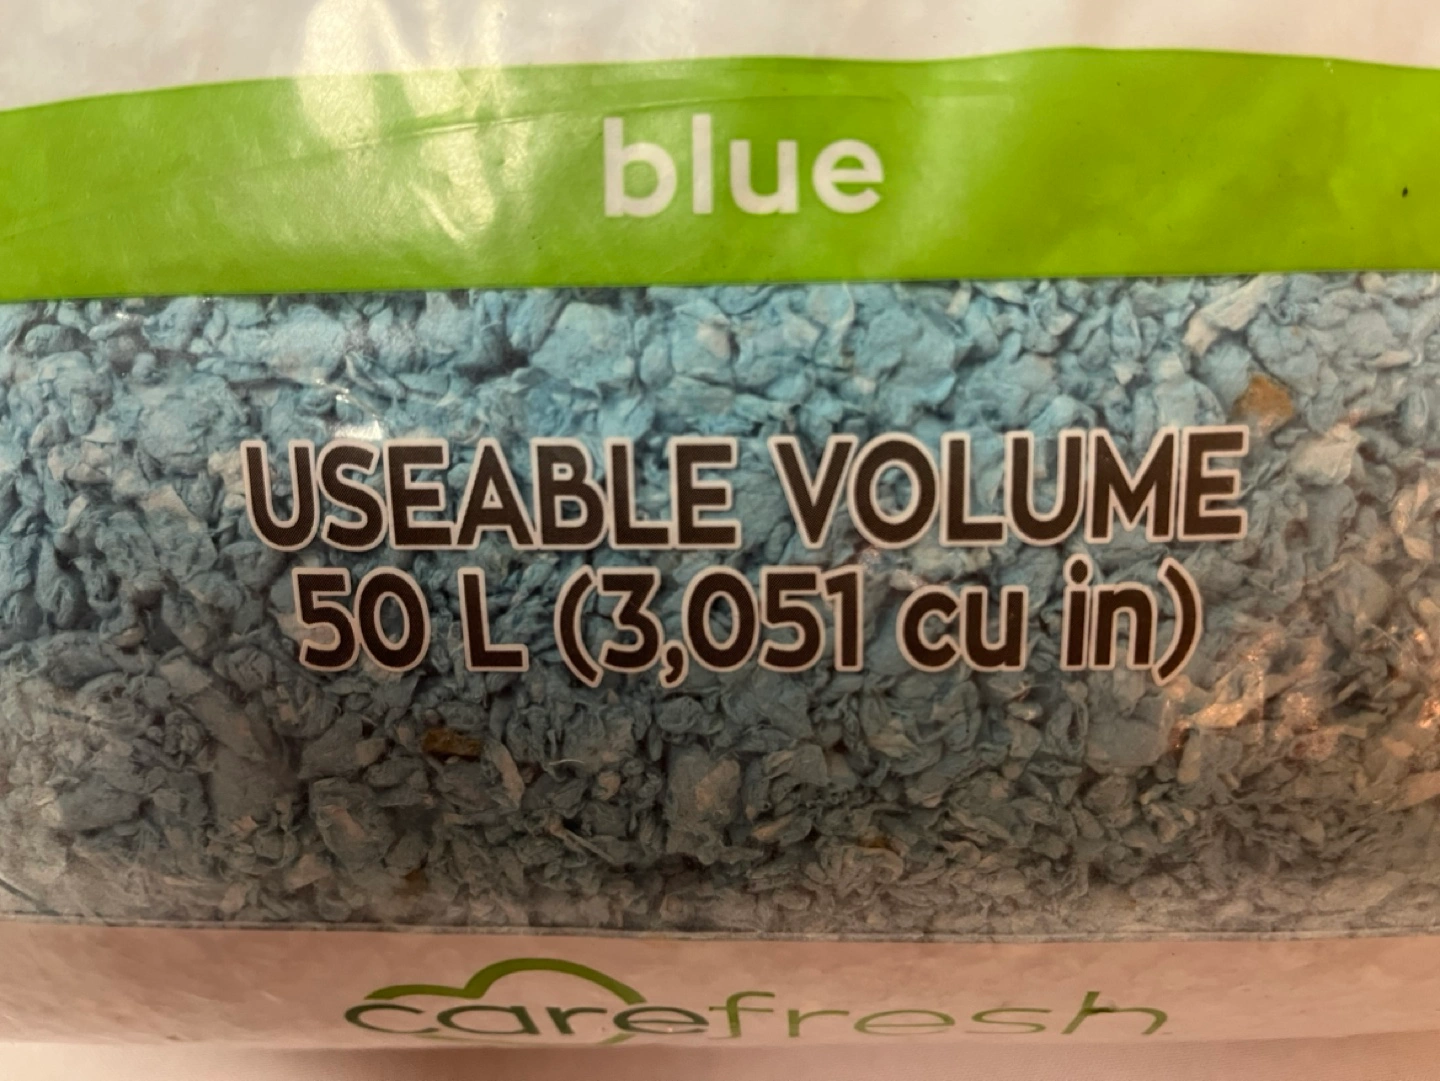 blue
USEABLE VOLUME
50 L (3,051 cu in)
carefresh